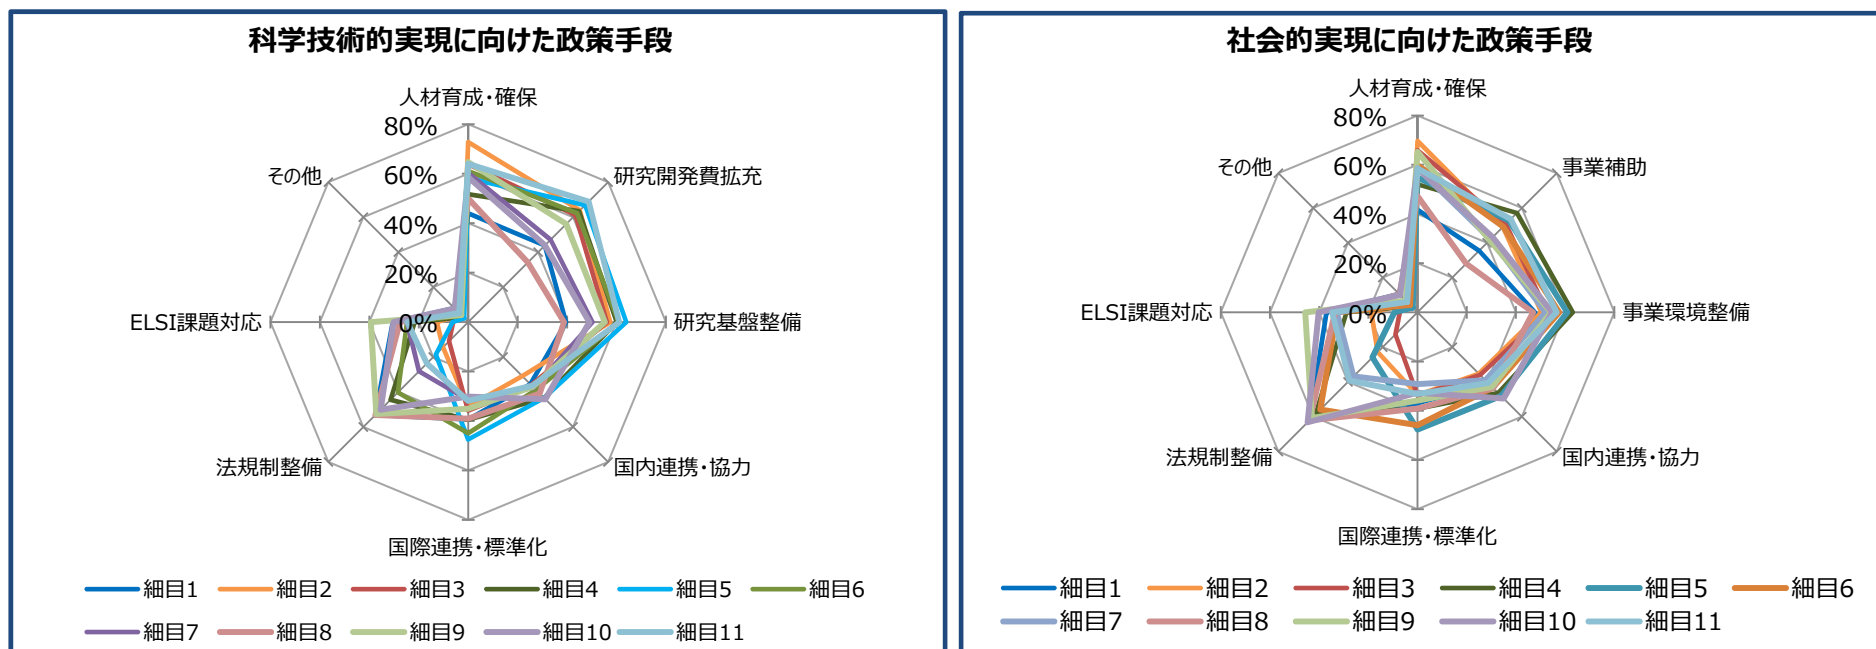 科学技術的実現に向けた政策手段
人材育成・確保
80%
研究開発費拡充
その他
60%
40%
20%
0%
ELSI課題対応
研究基盤整備
法規制整備
国内連携・協力
国際連携・標準化
細目1 細目2 細目3 細目4 細目5 細目6
細目7 細目8 細目9 細目10 細目11
社会的実現に向けた政策手段
人材育成・確保
80%
その他
事業補助
60%
40%
20%
0%
ELSI課題対応
事業環境整備
法規制整備
国内連携・協力
国際連携・標準化
細目1 細目2 細目3 細目4 細目5 細目6
細目7 細目8 細目9 細目10 細目11